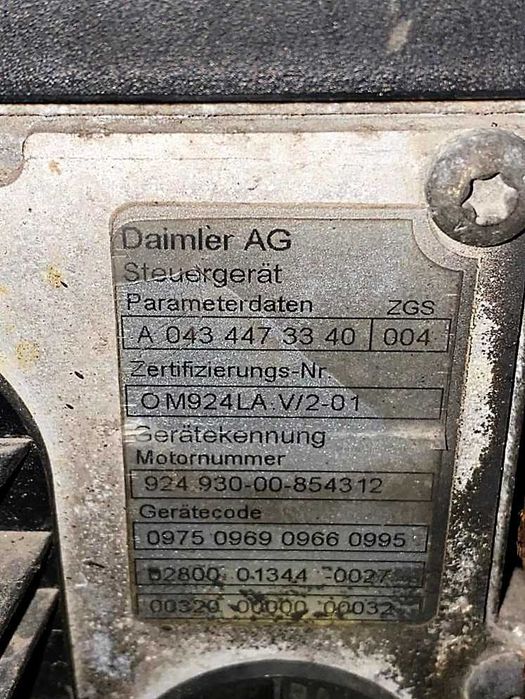 Daimler AG
Steuergerät
Parameterdaten ZGS
A 043 447 33 40 004
Zertifizierungs-Nr.
OM924LA.V/2-01
Gerätekennung
Motornummer
924.930-00-854312
Gerätecode
0975 0969 0966 0995
02800 01344 -0027
00320 00000 00032